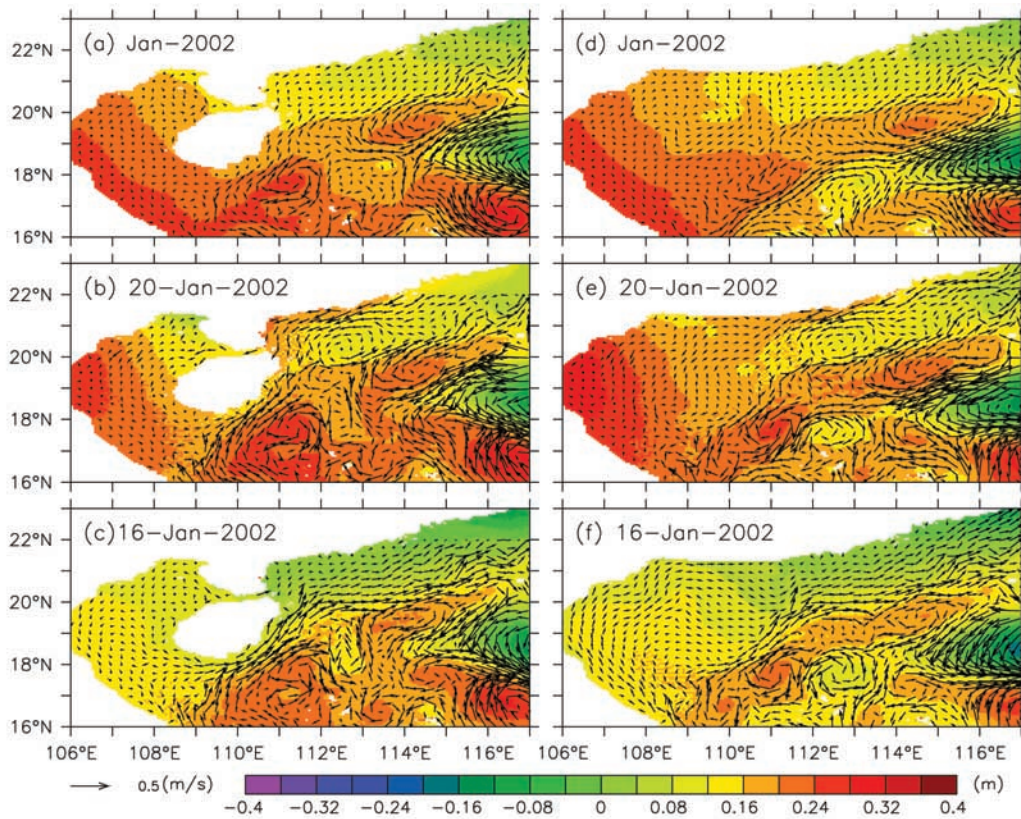 (a) Jan-2002
(d) Jan-2002
22°N
20°N
18°N
16°N
(b) 20-Jan-2002
(e) 20-Jan-2002
22°N
20°N
18°N
16°N
(c)16-Jan-2002
(f) 16-Jan-2002
22°N
20°N
18°N
16°N
106°E 108°E 110°E 112°E 114°E 116°E 106°E 108°E 110°E 112°E 114°E 116°E
0.5(m/s)
(m)
-0.4 -0.32 -0.24 -0.16 -0.08 0 0.08 0.16 0.24 0.32 0.4